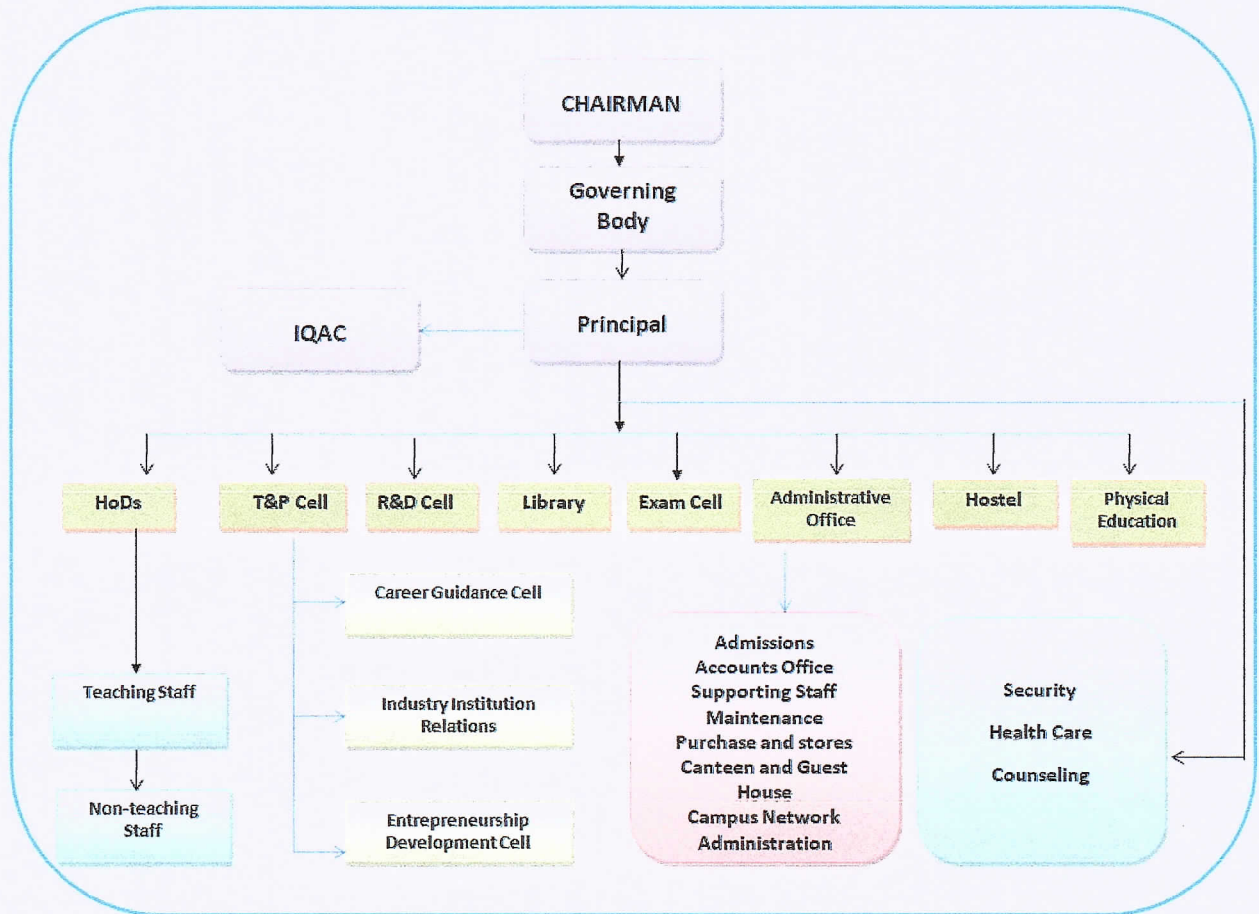 CHAIRMAN
Governing
Body
Principal
IQAC
HoDs
T&P Cell
R&D Cell
Library
Exam Cell
Administrative
Office
Hostel
Physical
Education
Career Guidance Cell
Industry Institution
Relations
Entrepreneurship
Development Cell
Teaching Staff
Non-teaching
Staff
Admissions
Accounts Office
Supporting Staff
Maintenance
Purchase and stores
Canteen and Guest
House
Campus Network
Administration
Security
Health Care
Counseling